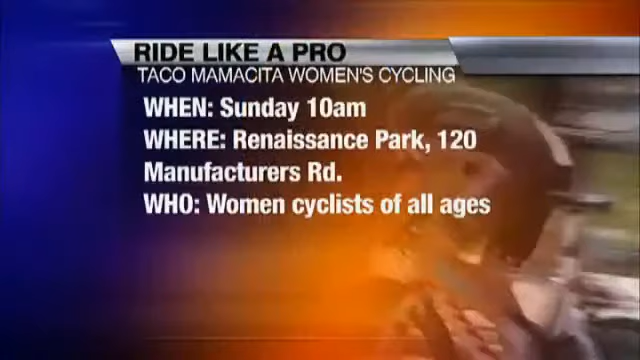 RIDE LIKE A PRO
TACO MAMACITA WOMEN'S CYCLING
WHEN: Sunday 10am
WHERE: Renaissance Park, 120
Manufacturers Rd.
WHO: Women cyclists of all ages